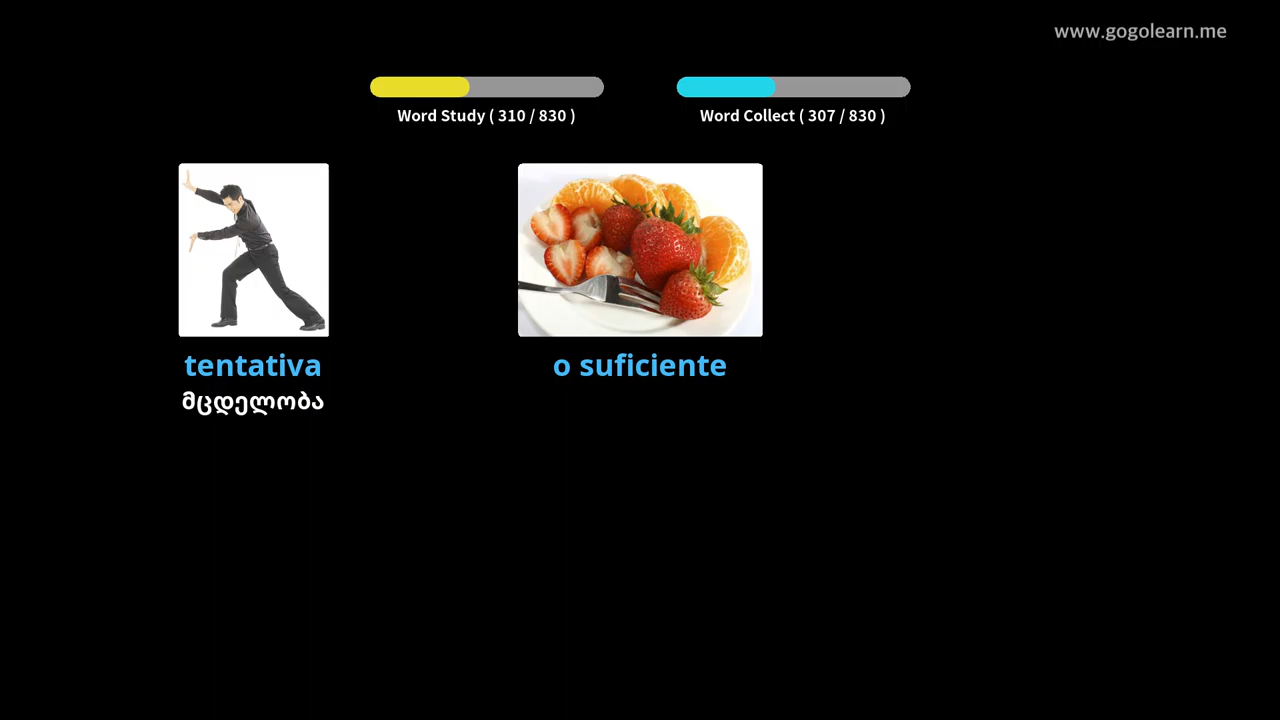 www.gogolearn.me
Word Study ( 310 / 830 )
Word Collect ( 307 / 830 )
tentativa
მცდელობა
o suficiente